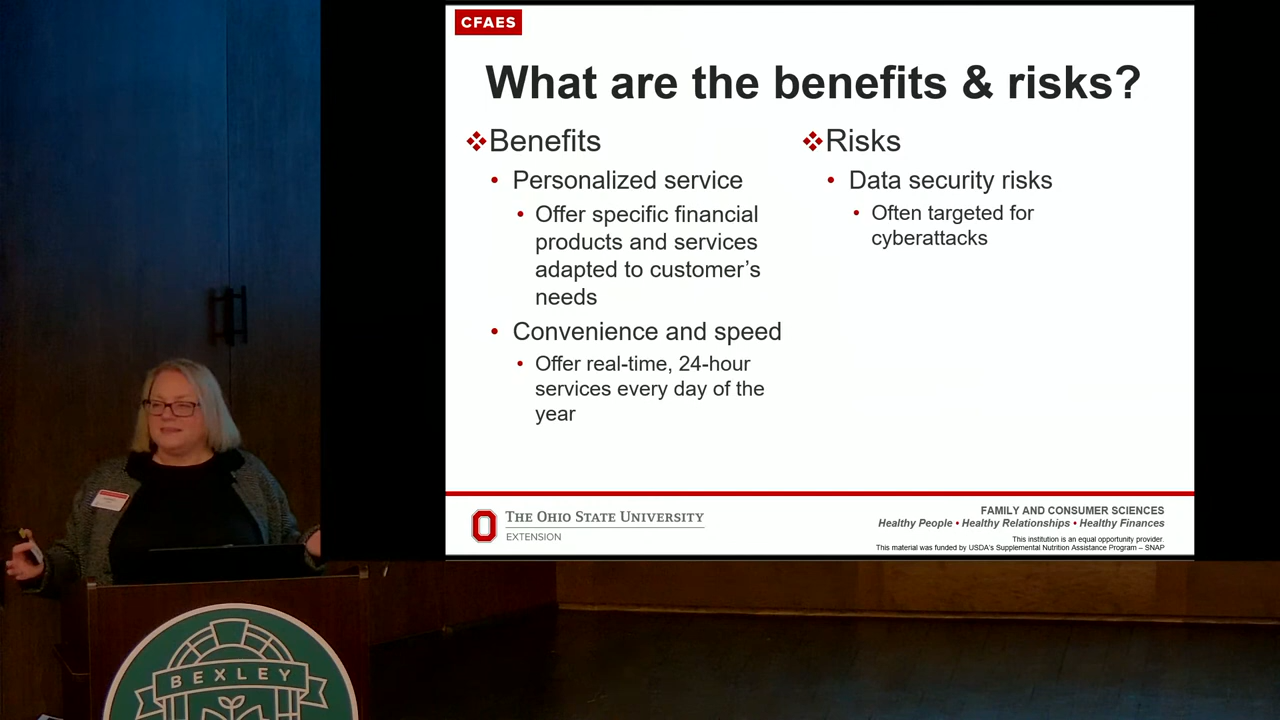 CFAES
What are the benefits & risks?
Benefits
Personalized service
Offer specific financial
products and services
adapted to customer's
needs
Convenience and speed
Offer real-time, 24-hour
services every day of the
year
Risks
Data security risks
Often targeted for
cyberattacks
THE OHIO STATE UNIVERSITY
EXTENSION
FAMILY AND CONSUMER SCIENCES
Healthy People • Healthy Relationships • Healthy Finances
This institution is an equal opportunity provider.
This material was funded by USDA's Supplemental Nutrition Assistance Program – SNAP
BEXLEY